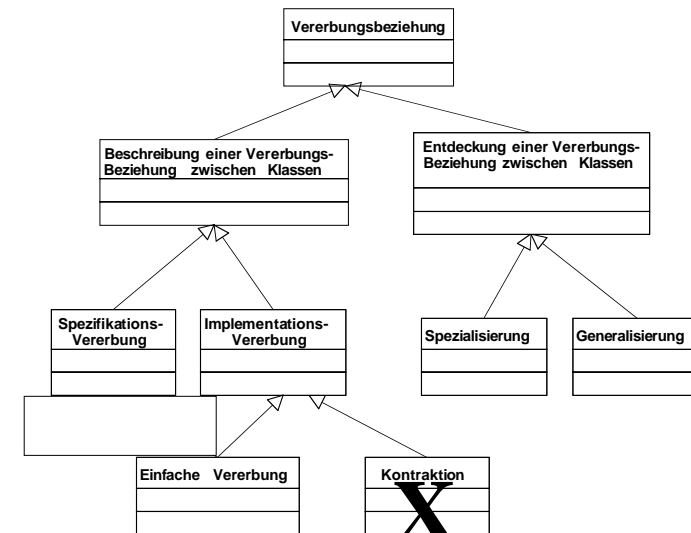 Vererbungsbeziehung
Beschreibung einer Vererbungs-
Beziehung zwischen Klassen
Entdeckung einer Vererbungs-
Beziehung zwischen Klassen
Spezifikations-
Vererbung
Implementations-
Vererbung
Spezialisierung
Generalisierung
Einfache Vererbung
Kontraktion
X